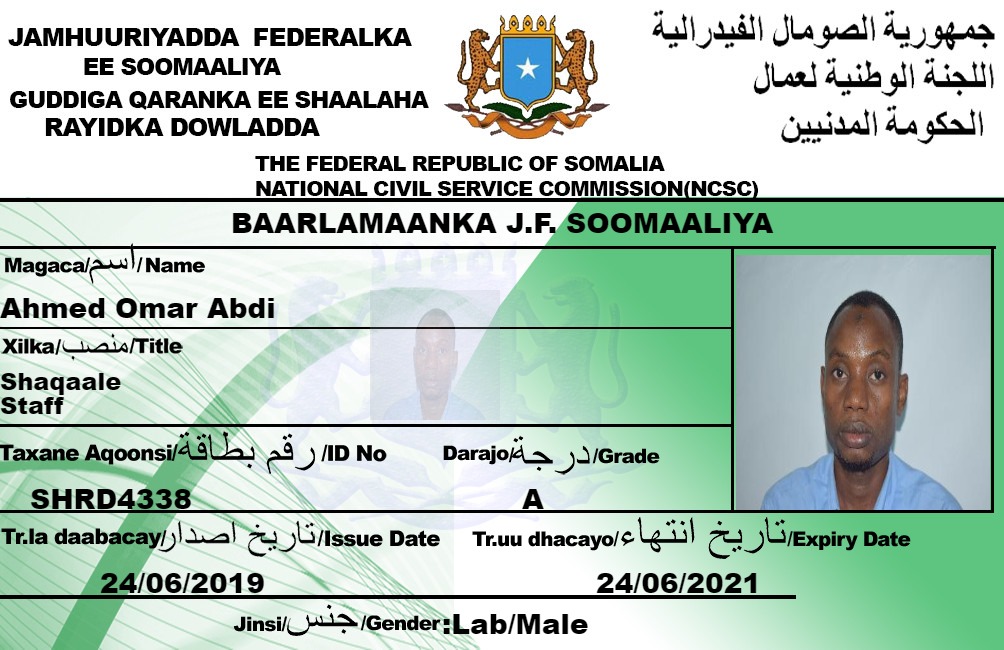 JAMHUURIYADDA FEDERALKA
EE SOOMAALIYA
GUDDIGA QARANKA EE SHAALAHA
RAYIDKA DOWLADDA
جمهورية الصومال الفيدرالية
اللجنة الوطنية لعمال
الحكومة المدنيين
THE FEDERAL REPUBLIC OF SOMALIA
NATIONAL CIVIL SERVICE COMMISSION(NCSC)
BAARLAMAANKA J.F. SOOMAALIYA
Magaca/اسم/Name
Ahmed Omar Abdi
Xilka/منصب/Title
Shaqaale
Staff
Taxane Aqoonsi/رقم بطاقة/ID No
SHRD4338
Darajo/درجة/Grade
A
Tr.la daabacay/تاريخ اصدار/Issue Date
24/06/2019
Tr.uu dhacayo/تاريخ انتهاء/Expiry Date
24/06/2021
Jinsi/جنس/Gender:Lab/Male